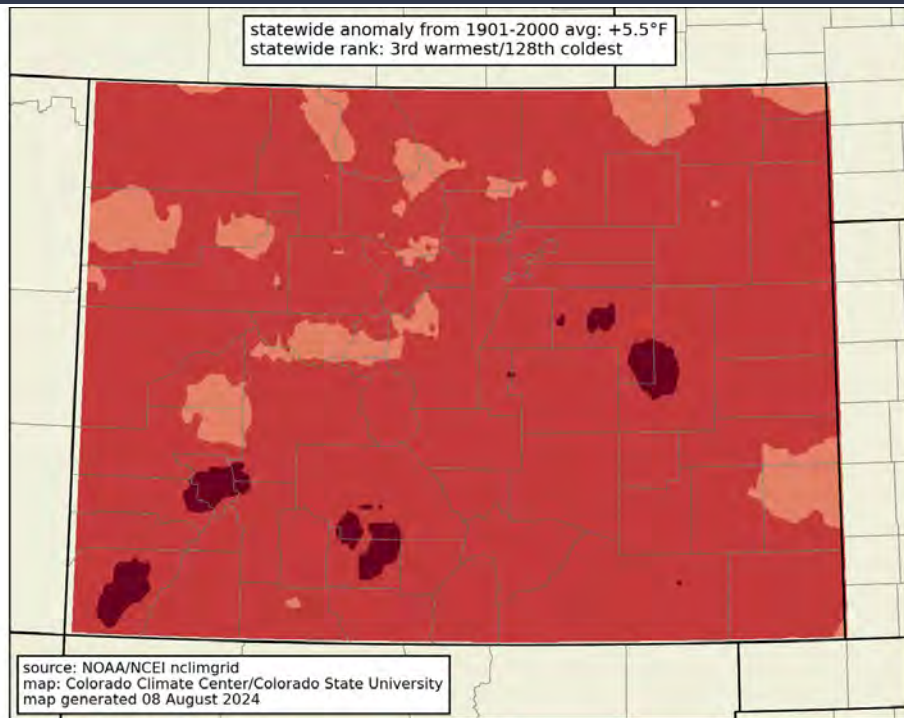 statewide anomaly from 1901-2000 avg: +5.5°F
statewide rank: 3rd warmest/128th coldest
source: NOAA/NCEI nclimgrid
map: Colorado Climate Center/Colorado State University
map generated 08 August 2024